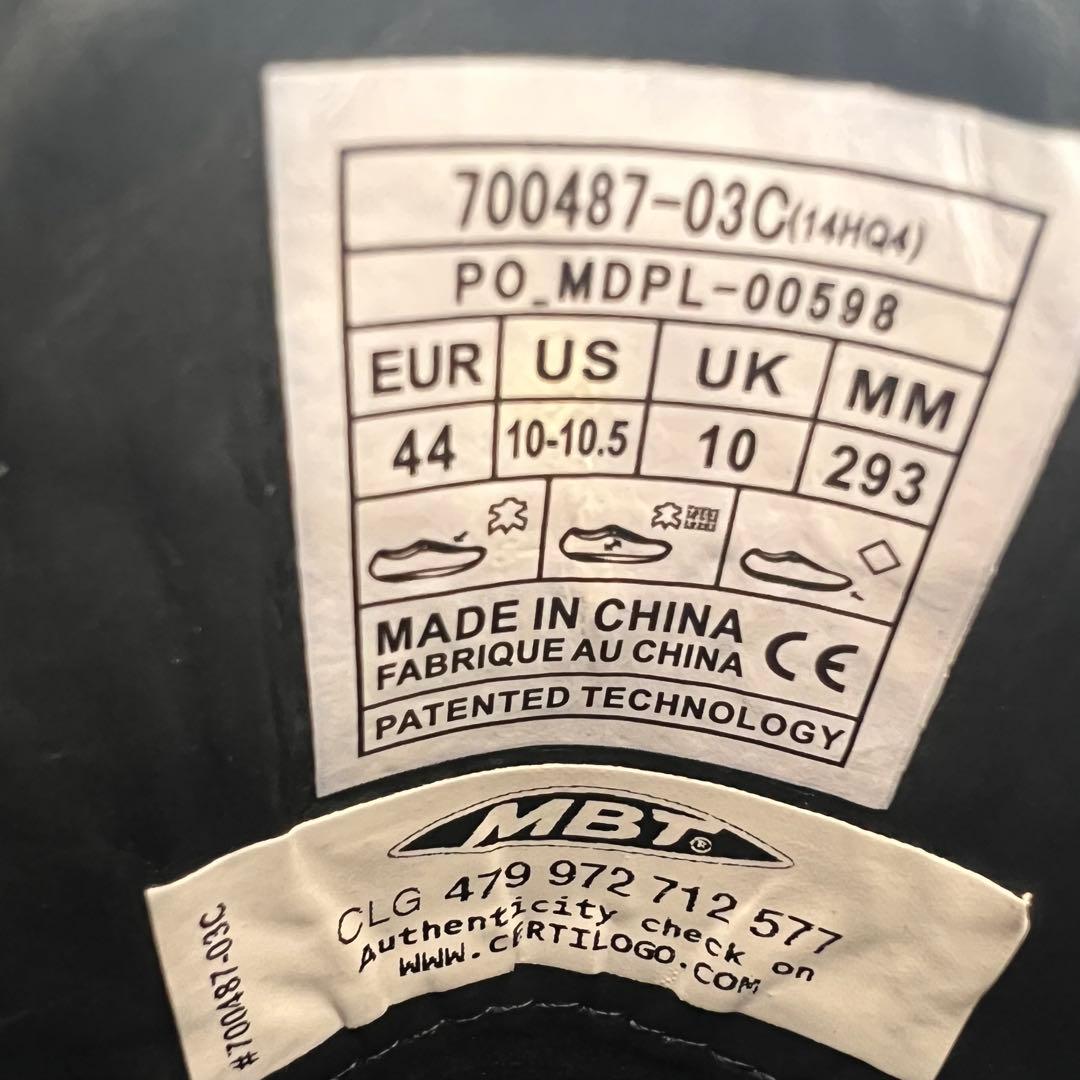 700487-03C(14HQ4)
PO_MDPL-00598
EUR US UK MM
44 10-10.5 10 293
MADE IN CHINA
FABRIQUE AU CHINA
CE
PATENTED TECHNOLOGY
MBT®
CLG 479 972 712 577
Authenticity check on
WWW.CERTILOGO.COM
#700487-03C